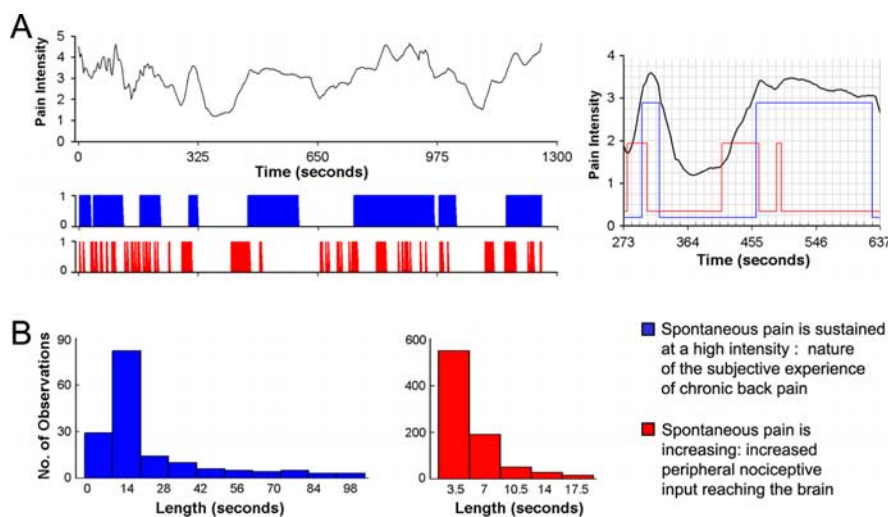 A
5
4
3
2
1
0
Pain Intensity
0 325 650 975 1300
Time (seconds)
1
0
1
0
4
3
2
1
0
Pain Intensity
273 364 455 546 637
Time (seconds)
B
90
60
30
0
No. of Observations
0 14 28 42 56 70 84 98
Length (seconds)
600
400
200
0
3.5 7 10.5 14 17.5
Length (seconds)
Spontaneous pain is sustained
at a high intensity : nature
of the subjective experience
of chronic back pain
Spontaneous pain is
increasing: increased
peripheral nociceptive
input reaching the brain